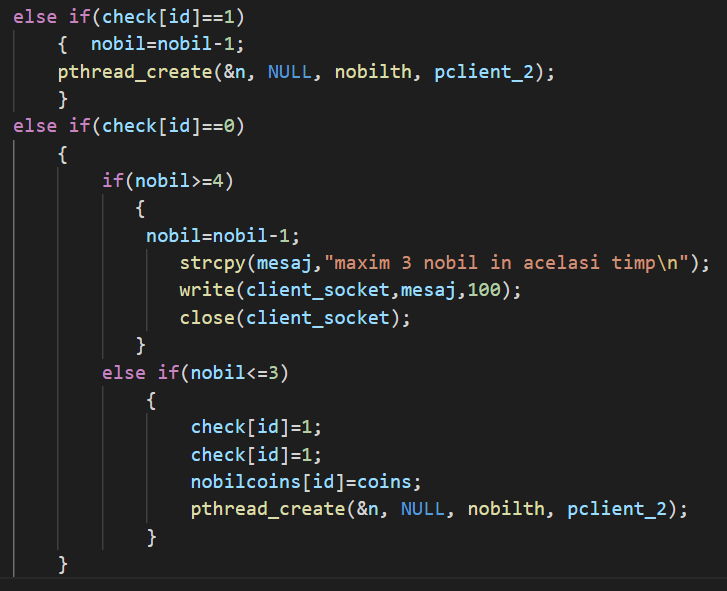 else if(check[id]==1)
{  nobil=nobil-1;
pthread_create(&n, NULL, nobilth, pclient_2);
}
else if(check[id]==0)
{
if(nobil>=4)
{
nobil=nobil-1;
strcpy(mesaj,"maxim 3 nobil in acelasi timp\n");
write(client_socket,mesaj,100);
close(client_socket);
}
else if(nobil<=3)
{
check[id]=1;
check[id]=1;
nobilcoins[id]=coins;
pthread_create(&n, NULL, nobilth, pclient_2);
}
}